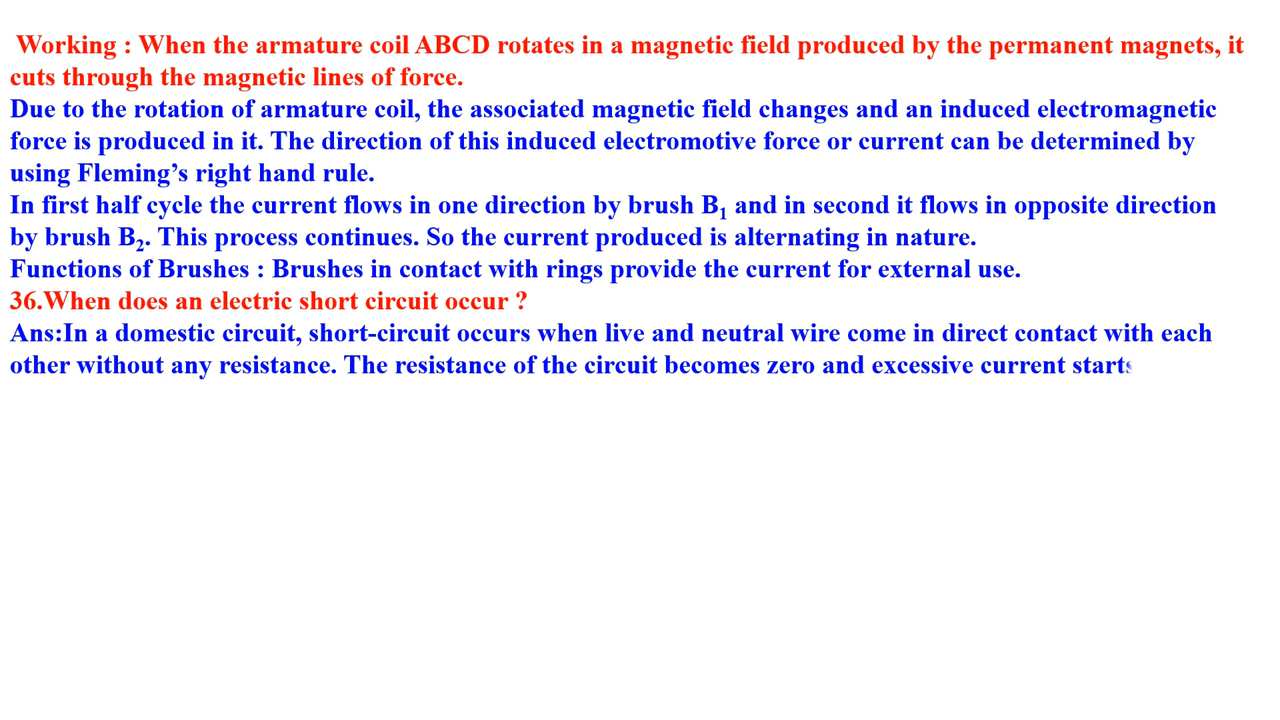 Working : When the armature coil ABCD rotates in a magnetic field produced by the permanent magnets, it
cuts through the magnetic lines of force.
Due to the rotation of armature coil, the associated magnetic field changes and an induced electromagnetic
force is produced in it. The direction of this induced electromotive force or current can be determined by
using Fleming’s right hand rule.
In first half cycle the current flows in one direction by brush B₁ and in second it flows in opposite direction
by brush B₂. This process continues. So the current produced is alternating in nature.
Functions of Brushes : Brushes in contact with rings provide the current for external use.
36.When does an electric short circuit occur ?
Ans:In a domestic circuit, short-circuit occurs when live and neutral wire come in direct contact with each
other without any resistance. The resistance of the circuit becomes zero and excessive current starts